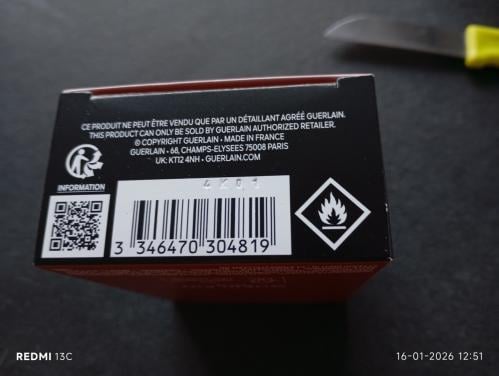 CE PRODUIT NE PEUT ÊTRE VENDU QUE PAR UN DÉTAILLANT AGRÉÉ GUERLAIN.
THIS PRODUCT CAN ONLY BE SOLD BY GUERLAIN AUTHORIZED RETAILER.
© COPYRIGHT GUERLAIN - MADE IN FRANCE
GUERLAIN - 68, CHAMPS-ELYSEES 75008 PARIS
UK: KT12 4NH - GUERLAIN.COM
INFORMATION
4K01
3 346470 304819
REDMI 13C
16-01-2026 12:51